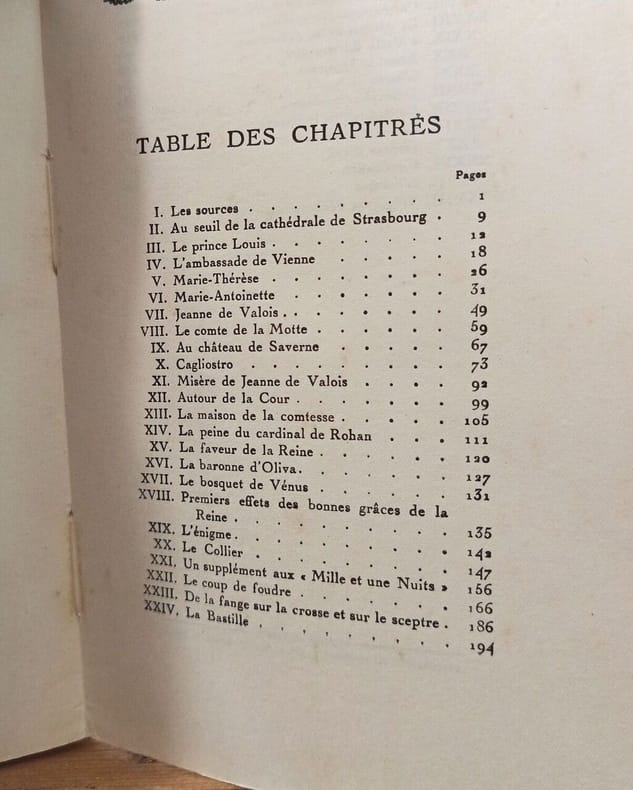 TABLE DES CHAPITRES
Pages
I. Les sources . . . . . . . . 1
II. Au seuil de la cathédrale de Strasbourg . 9
III. Le prince Louis . . . . . . . 12
IV. L'ambassade de Vienne . . . . . 18
V. Marie-Thérèse . . . . . . . 26
VI. Marie-Antoinette . . . . . . . 31
VII. Jeanne de Valois . . . . . . . 49
VIII. Le comte de la Motte . . . . . . 59
IX. Au château de Saverne . . . . . 67
X. Cagliostro . . . . . . . . 73
XI. Misère de Jeanne de Valois . . . . 92
XII. Autour de la Cour . . . . . . . 99
XIII. La maison de la comtesse . . . . . 105
XIV. La peine du cardinal de Rohan . . . 111
XV. La faveur de la Reine . . . . . . 120
XVI. La baronne d'Oliva . . . . . . . 127
XVII. Le bosquet de Vénus . . . . . . 131
XVIII. Premiers effets des bonnes grâces de la
Reine . . . . . . . . . 135
XIX. L'énigme . . . . . . . . . 142
XX. Le Collier . . . . . . . . 147
XXI. Un supplément aux « Mille et une Nuits » 156
XXII. Le coup de foudre . . . . . . 166
XXIII. De la fange sur la crosse et sur le sceptre . 186
XXIV. La Bastille . . . . . . . . 194